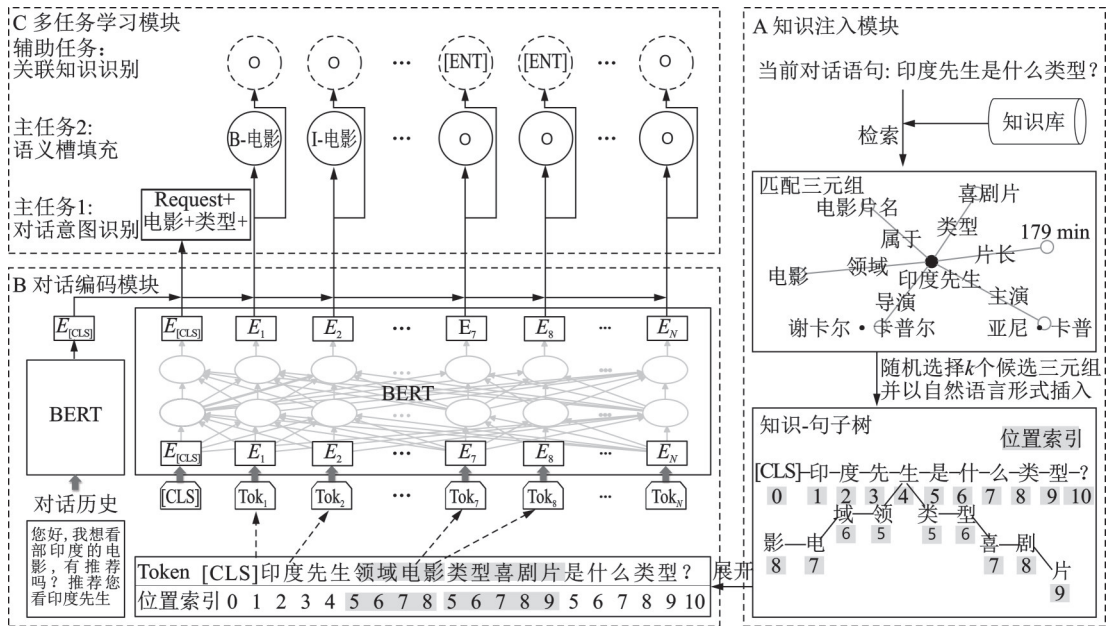 C 多任务学习模块
辅助任务:
关联知识识别
O O ··· [ENT] [ENT] ··· O
主任务2:
语义槽填充
B-电影 I-电影 ··· O O ··· O
主任务1:
对话意图识别
Request+
电影+类型+
B 对话编码模块
E[CLS]
E[CLS] E1 E2 ··· E7 E8 ··· EN
BERT
BERT
E[CLS] E1 E2 ··· E7 E8 ··· EN
[CLS] Tok1 Tok2 ··· Tok7 Tok8 ··· TokN
对话历史
您好,我想看
部印度的电
影,有推荐
吗?推荐您
看印度先生
Token [CLS]印度先生领域电影类型喜剧片是什么类型?
位置索引 0 1 2 3 4 5 6 7 8 5 6 7 8 9 5 6 7 8 9 10
展开
A 知识注入模块
当前对话语句: 印度先生是什么类型?
检索
知识库
匹配三元组
电影片名
喜剧片
属于
类型
179 min
片长
电影
领域
印度先生
导演
主演
谢卡尔·卡普尔
亚尼·卡普
随机选择k个候选三元组
并以自然语言形式插入
知识-句子树
位置索引
[CLS]—印—度—先—生—是—什—么—类—型—?
0 1 2 3 4 5 6 7 8 9 10
域 领 类 型
6 5 5 6
影 电 喜 剧
8 7 7 8
片
9